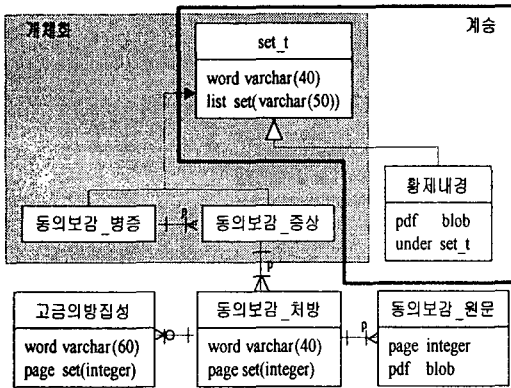 개체화
계승
set_t
word varchar(40)
list set(varchar(50))
황제내경
pdf blob
under set_t
동의보감_병증
p
동의보감_증상
p
고금의방집성
word varchar(60)
page set(integer)
동의보감_처방
word varchar(40)
page set(integer)
p
동의보감_원문
page integer
pdf blob